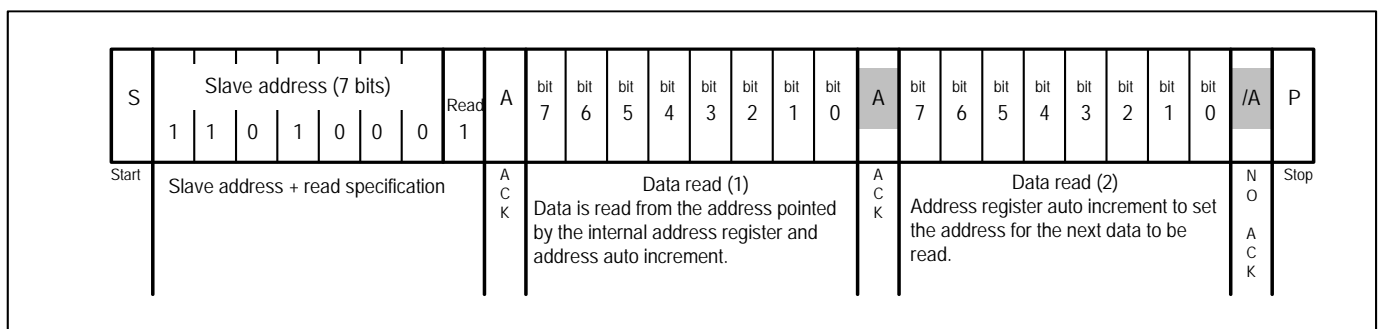 S Slave address (7 bits) Read A bit bit bit bit bit bit bit bit A bit bit bit bit bit bit bit bit /A P
1 1 0 1 0 0 0 1 7 6 5 4 3 2 1 0 7 6 5 4 3 2 1 0
Start
Slave address + read specification
A
C
K
Data read (1)
Data is read from the address pointed
by the internal address register and
address auto increment.
A
C
K
Data read (2)
Address register auto increment to set
the address for the next data to be
read.
N
O
A
C
K
Stop